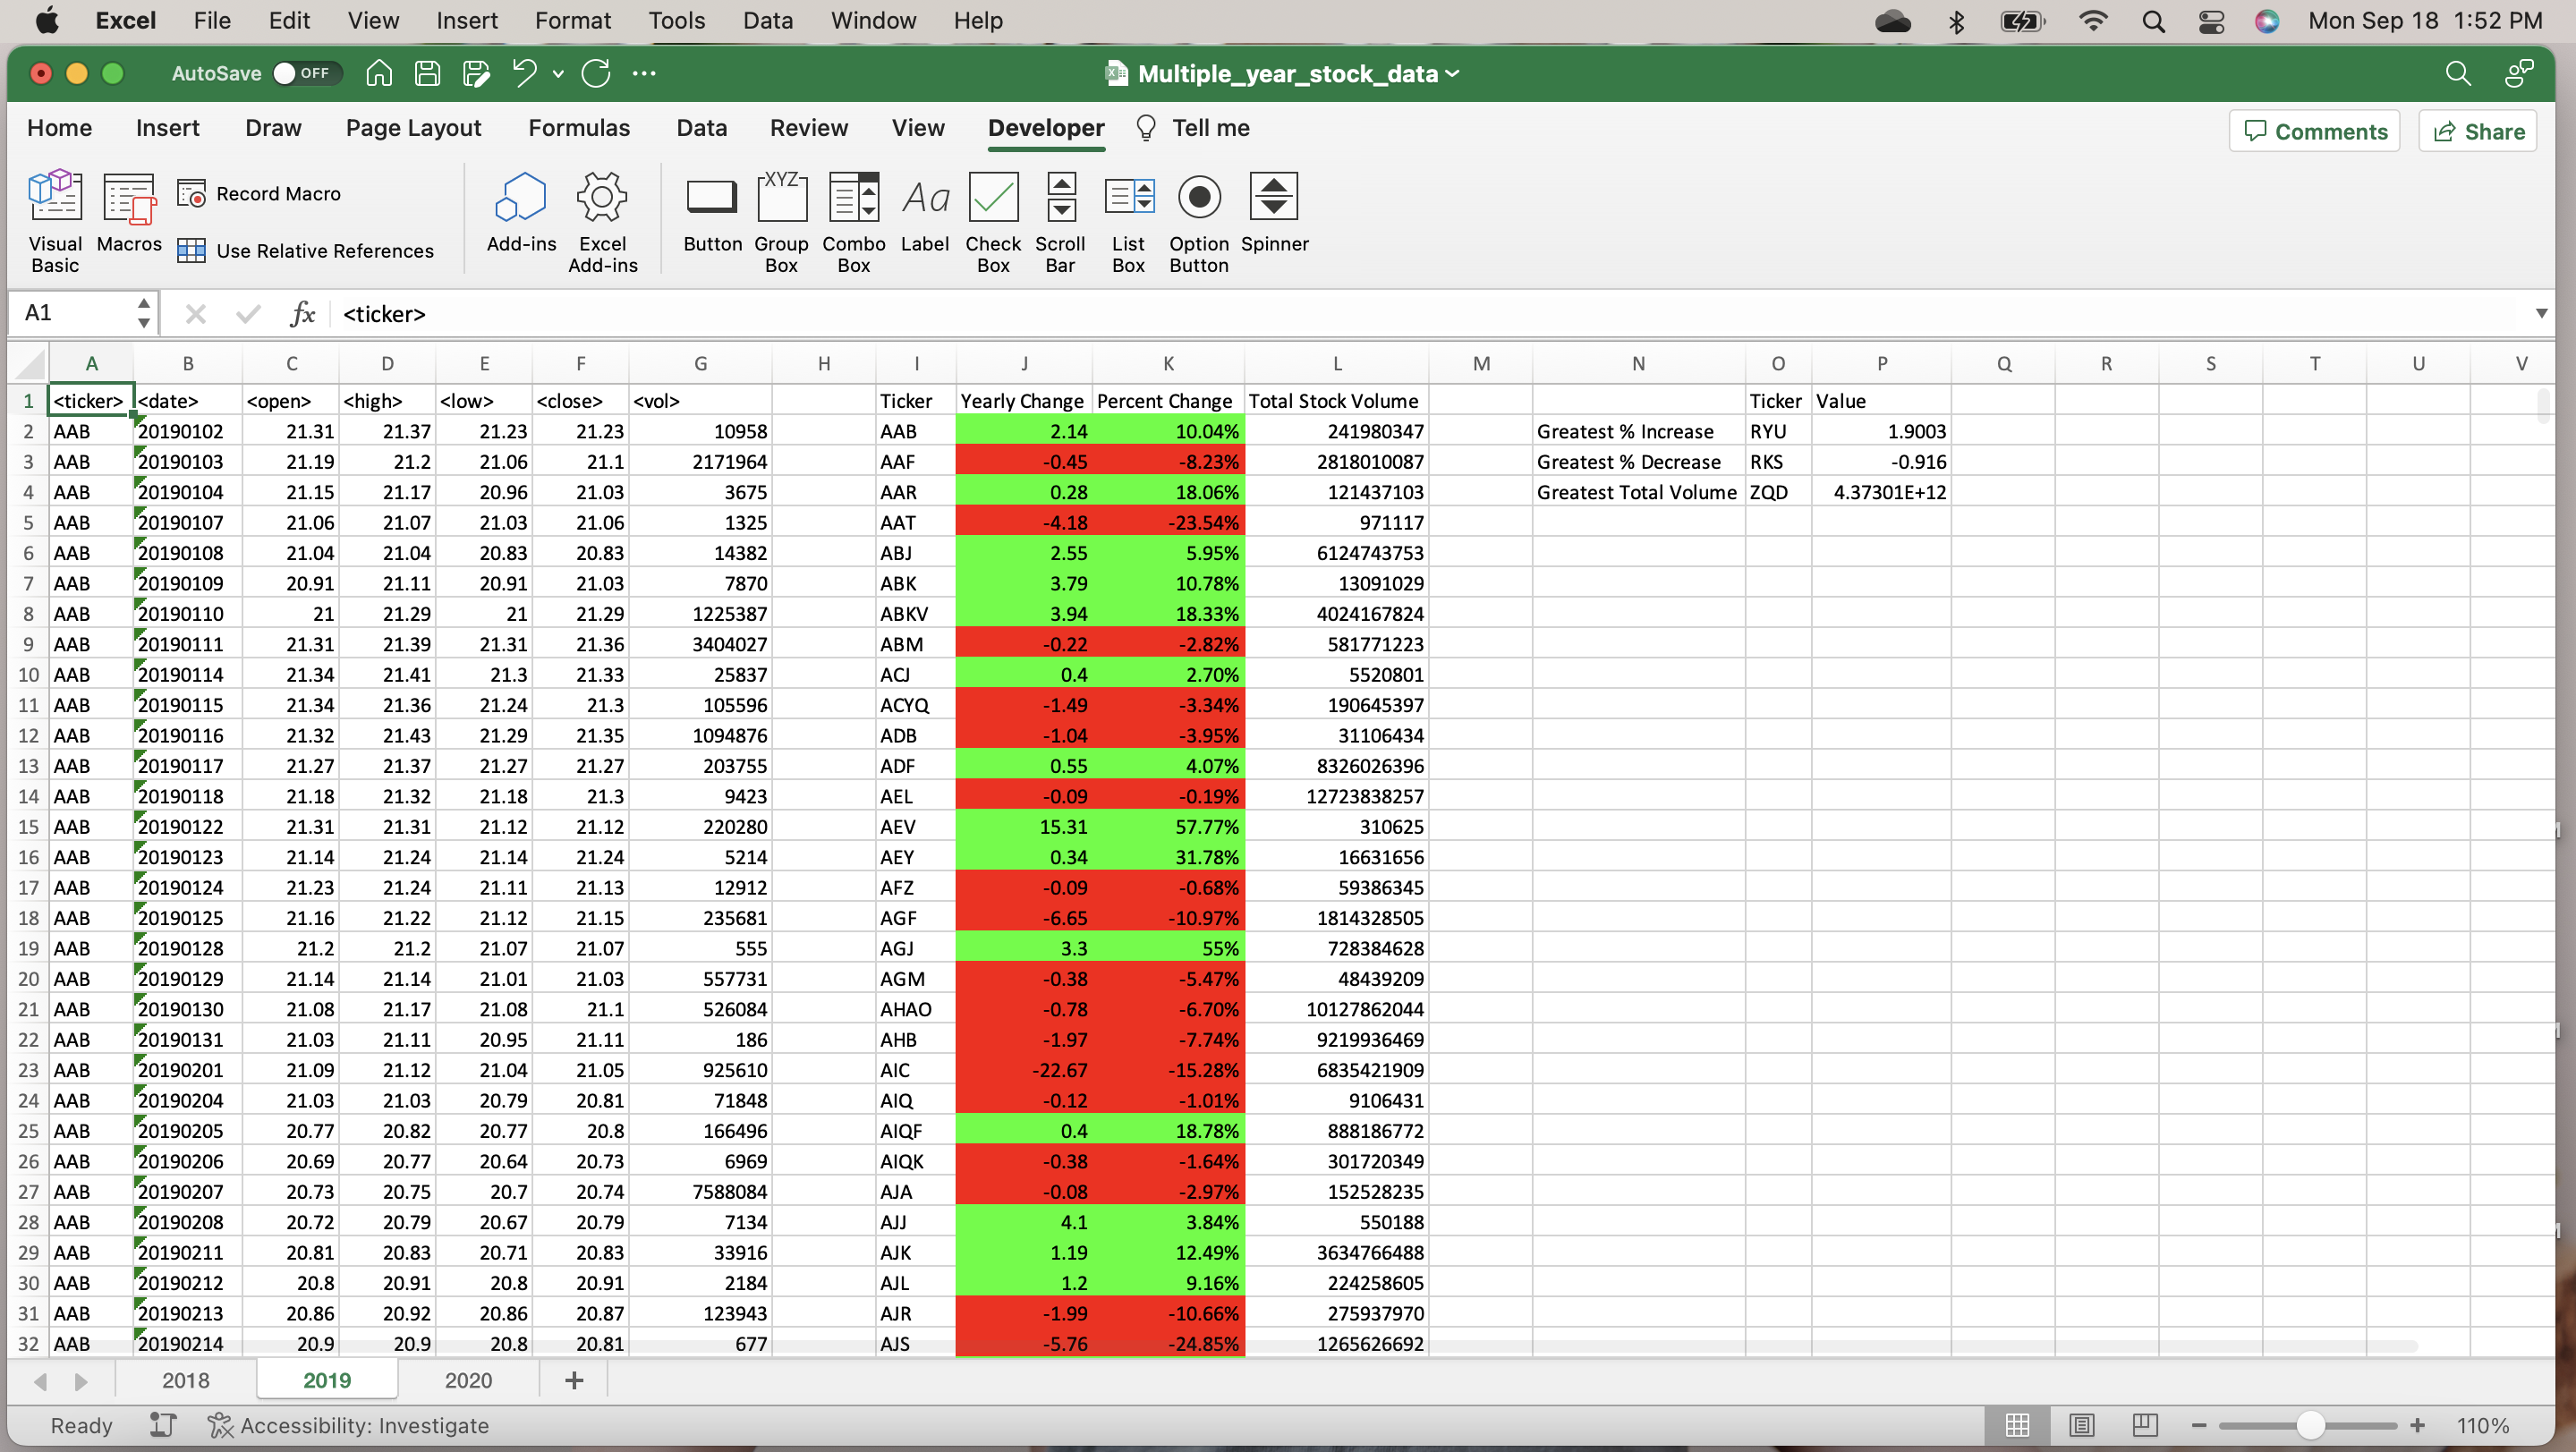 Excel File Edit View Insert Format Tools Data Window Help Mon Sep 18 1:52 PM
AutoSave OFF Multiple_year_stock_data
Home Insert Draw Page Layout Formulas Data Review View Developer Tell me Comments Share
XYZ Aa
Record Macro
Visual Basic Macros Use Relative References Add-ins Excel Add-ins Button Group Box Combo Box Label Check Box Scroll Bar List Box Option Button Spinner
A1 fx <ticker>
A B C D E F G H I J K L M N O P Q R S T U V
1 <ticker> <date> <open> <high> <low> <close> <vol> Ticker Yearly Change Percent Change Total Stock Volume Ticker Value
2 AAB 20190102 21.31 21.37 21.23 21.23 10958 AAB 2.14 10.04% 241980347 Greatest % Increase RYU 1.9003
3 AAB 20190103 21.19 21.2 21.06 21.1 2171964 AAF -0.45 -8.23% 2818010087 Greatest % Decrease RKS -0.916
4 AAB 20190104 21.15 21.17 20.96 21.03 3675 AAR 0.28 18.06% 121437103 Greatest Total Volume ZQD 4.37301E+12
5 AAB 20190107 21.06 21.07 21.03 21.06 1325 AAT -4.18 -23.54% 971117
6 AAB 20190108 21.04 21.04 20.83 20.83 14382 ABJ 2.55 5.95% 6124743753
7 AAB 20190109 20.91 21.11 20.91 21.03 7870 ABK 3.79 10.78% 13091029
8 AAB 20190110 21 21.29 21 21.29 1225387 ABKV 3.94 18.33% 4024167824
9 AAB 20190111 21.31 21.39 21.31 21.36 3404027 ABM -0.22 -2.82% 581771223
10 AAB 20190114 21.34 21.41 21.3 21.33 25837 ACJ 0.4 2.70% 5520801
11 AAB 20190115 21.34 21.36 21.24 21.3 105596 ACYQ -1.49 -3.34% 190645397
12 AAB 20190116 21.32 21.43 21.29 21.35 1094876 ADB -1.04 -3.95% 31106434
13 AAB 20190117 21.27 21.37 21.27 21.27 203755 ADF 0.55 4.07% 8326026396
14 AAB 20190118 21.18 21.32 21.18 21.3 9423 AEL -0.09 -0.19% 12723838257
15 AAB 20190122 21.31 21.31 21.12 21.12 220280 AEV 15.31 57.77% 310625
16 AAB 20190123 21.14 21.24 21.14 21.24 5214 AEY 0.34 31.78% 16631656
17 AAB 20190124 21.23 21.24 21.11 21.13 12912 AFZ -0.09 -0.68% 59386345
18 AAB 20190125 21.16 21.22 21.12 21.15 235681 AGF -6.65 -10.97% 1814328505
19 AAB 20190128 21.2 21.2 21.07 21.07 555 AGJ 3.3 55% 728384628
20 AAB 20190129 21.14 21.14 21.01 21.03 557731 AGM -0.38 -5.47% 48439209
21 AAB 20190130 21.08 21.17 21.08 21.1 526084 AHAO -0.78 -6.70% 10127862044
22 AAB 20190131 21.03 21.11 20.95 21.11 186 AHB -1.97 -7.74% 9219936469
23 AAB 20190201 21.09 21.12 21.04 21.05 925610 AIC -22.67 -15.28% 6835421909
24 AAB 20190204 21.03 21.03 20.79 20.81 71848 AIQ -0.12 -1.01% 9106431
25 AAB 20190205 20.77 20.82 20.77 20.8 166496 AIQF 0.4 18.78% 888186772
26 AAB 20190206 20.69 20.77 20.64 20.73 6969 AIQK -0.38 -1.64% 301720349
27 AAB 20190207 20.73 20.75 20.7 20.74 7588084 AJA -0.08 -2.97% 152528235
28 AAB 20190208 20.72 20.79 20.67 20.79 7134 AJJ 4.1 3.84% 550188
29 AAB 20190211 20.81 20.83 20.71 20.83 33916 AJK 1.19 12.49% 3634766488
30 AAB 20190212 20.8 20.91 20.8 20.91 2184 AJL 1.2 9.16% 224258605
31 AAB 20190213 20.86 20.92 20.86 20.87 123943 AJR -1.99 -10.66% 275937970
32 AAB 20190214 20.9 20.9 20.8 20.81 677 AJS -5.76 -24.85% 1265626692
2018 2019 2020 +
Ready Accessibility: Investigate 110%